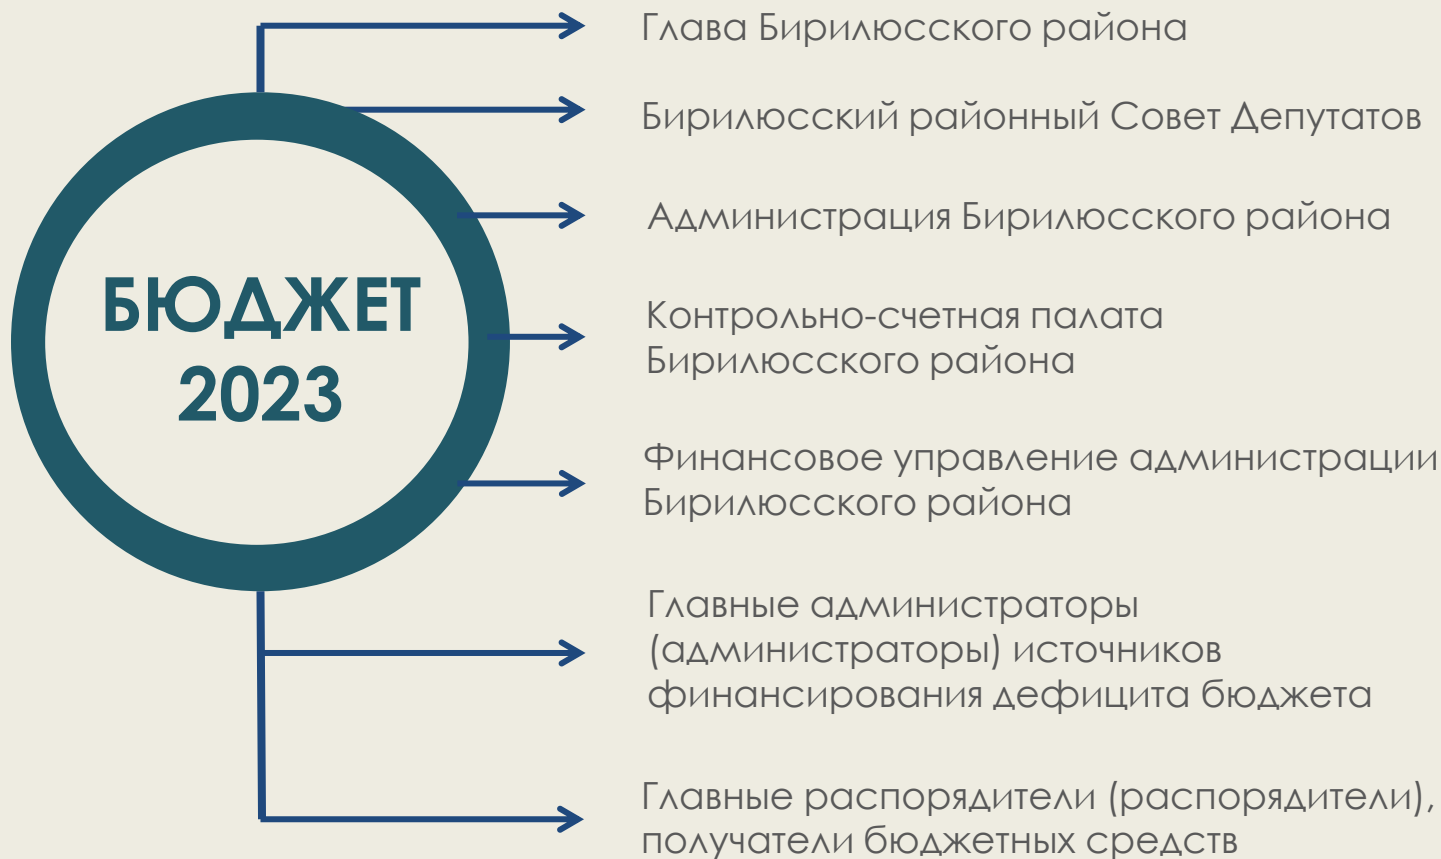 Глава Бирилюсского района
Бирилюсский районный Совет Депутатов
Администрация Бирилюсского района
БЮДЖЕТ
2023
Контрольно-счетная палата
Бирилюсского района
Финансовое управление администрации
Бирилюсского района
Главные администраторы
(администраторы) источников
финансирования дефицита бюджета
Главные распорядители (распорядители),
получатели бюджетных средств